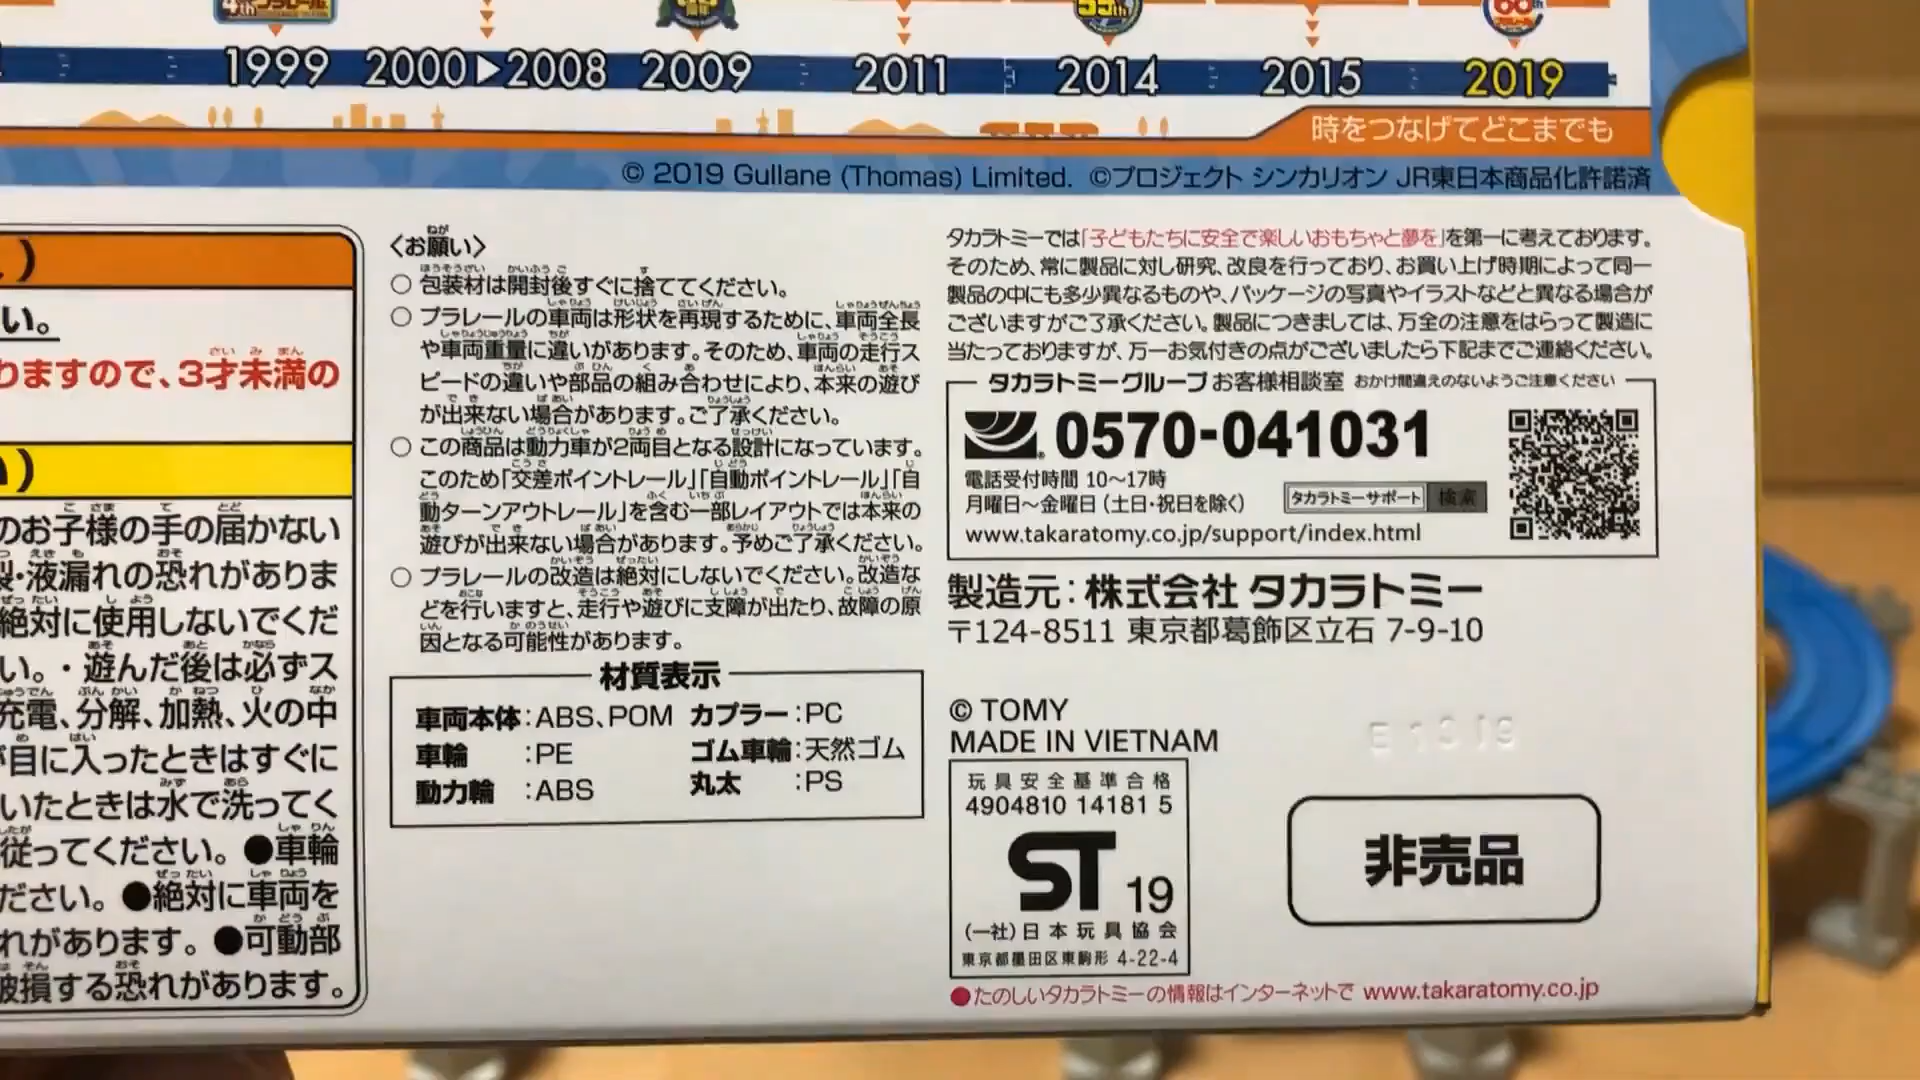 4th プラレール
55th
60th
1999 2000▶2008 2009 2011 2014 2015 2019
時をつなげてどこまでも
© 2019 Gullane (Thomas) Limited. ©プロジェクト シンカリオン JR東日本商品化許諾済
)
い。
りますので、3才未満の
い)
のお子様の手の届かない
裂・液漏れの恐れがありま
絶対に使用しないでくだ
い。・遊んだ後は必ずス
充電、分解、加熱、火の中
が目に入ったときはすぐに
いたときは水で洗ってく
従ってください。●車輪
ださい。●絶対に車両を
れがあります。●可動部
破損する恐れがあります。
〈お願い〉
○ 包装材は開封後すぐに捨ててください。
○ プラレールの車両は形状を再現するために、車両全長
や車両重量に違いがあります。そのため、車両の走行ス
ピードの違いや部品の組み合わせにより、本来の遊び
が出来ない場合があります。ご了承ください。
○ この商品は動力車が2両目となる設計になっています。
このため「交差ポイントレール」「自動ポイントレール」「自
動ターンアウトレール」を含む一部レイアウトでは本来の
遊びが出来ない場合があります。予めご了承ください。
○ プラレールの改造は絶対にしないでください。改造な
どを行いますと、走行や遊びに支障が出たり、故障の原
因となる可能性があります。
材質表示
車両本体:ABS、POM カプラー:PC
車輪 :PE ゴム車輪:天然ゴム
動力輪 :ABS 丸太 :PS
タカラトミーでは「子どもたちに安全で楽しいおもちゃと夢を」を第一に考えております。
そのため、常に製品に対し研究、改良を行っており、お買い上げ時期によって同一
製品の中にも多少異なるものや、パッケージの写真やイラストなどと異なる場合が
ございますがご了承ください。製品につきましては、万全の注意をはらって製造に
当たっておりますが、万一お気付きの点がございましたら下記までご連絡ください。
タカラトミーグループ お客様相談室 おかけ間違えのないようご注意ください
0570-041031
電話受付時間 10〜17時
月曜日〜金曜日(土日・祝日を除く)
タカラトミーサポート 検索
www.takaratomy.co.jp/support/index.html
製造元:株式会社 タカラトミー
〒124-8511 東京都葛飾区立石 7-9-10
© TOMY
MADE IN VIETNAM
玩具安全基準合格
4904810 14181 5
ST 19
(一社)日本玩具協会
東京都墨田区東駒形 4-22-4
非売品
●たのしいタカラトミーの情報はインターネットで www.takaratomy.co.jp